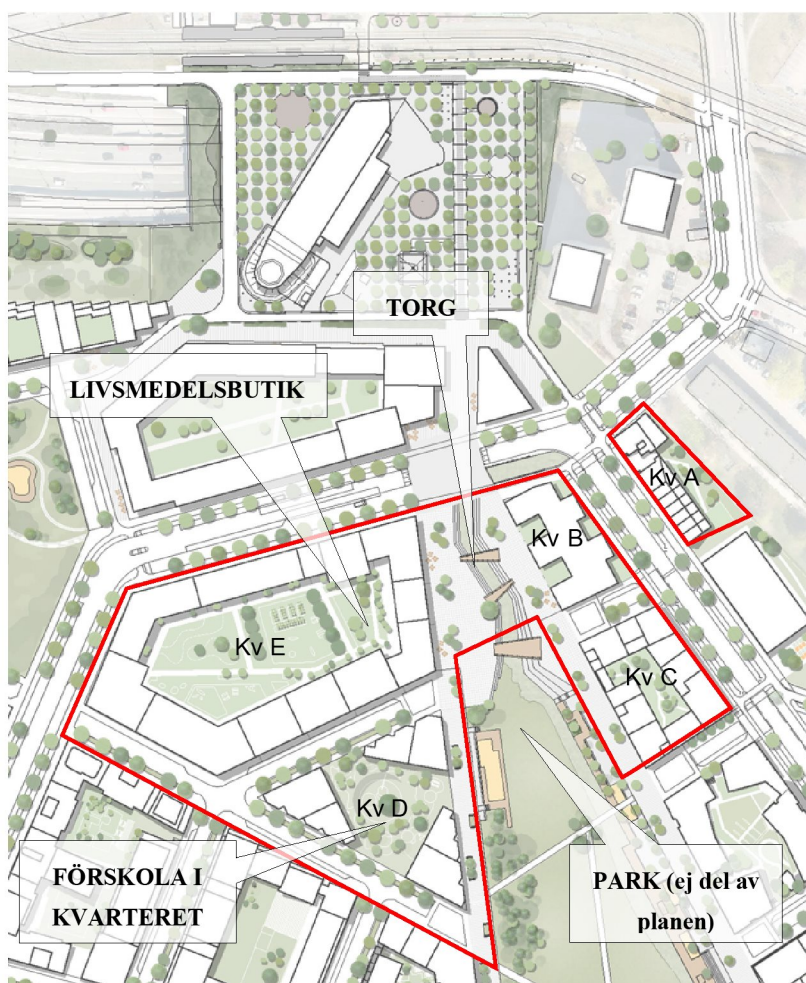 TORG
LIVSMEDELSBUTIK
Kv A
Kv B
Kv E
Kv C
Kv D
FÖRSKOLA I
KVARTERET
PARK (ej del av
planen)